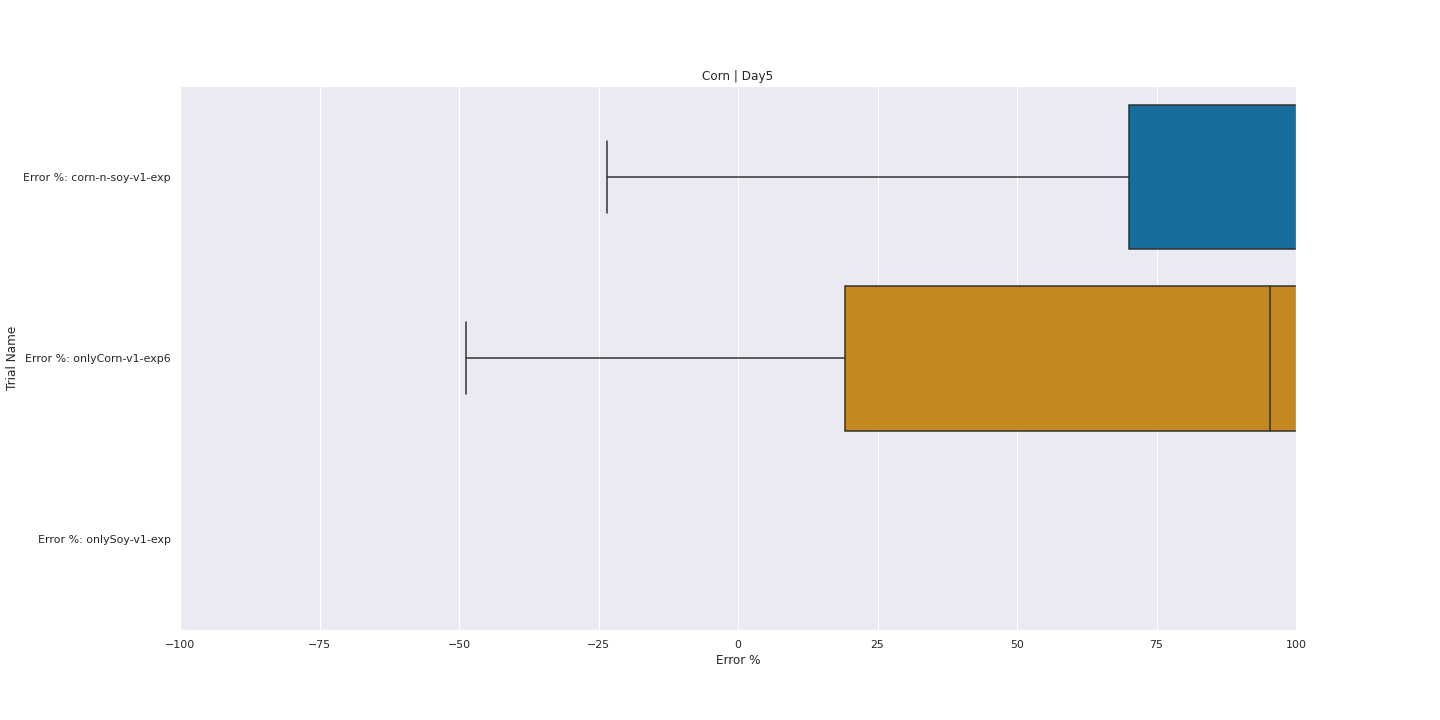 Corn | Day5
Trial Name
Error %: corn-n-soy-v1-exp
Error %: onlyCorn-v1-exp6
Error %: onlySoy-v1-exp
−100
−75
−50
−25
0
25
50
75
100
Error %